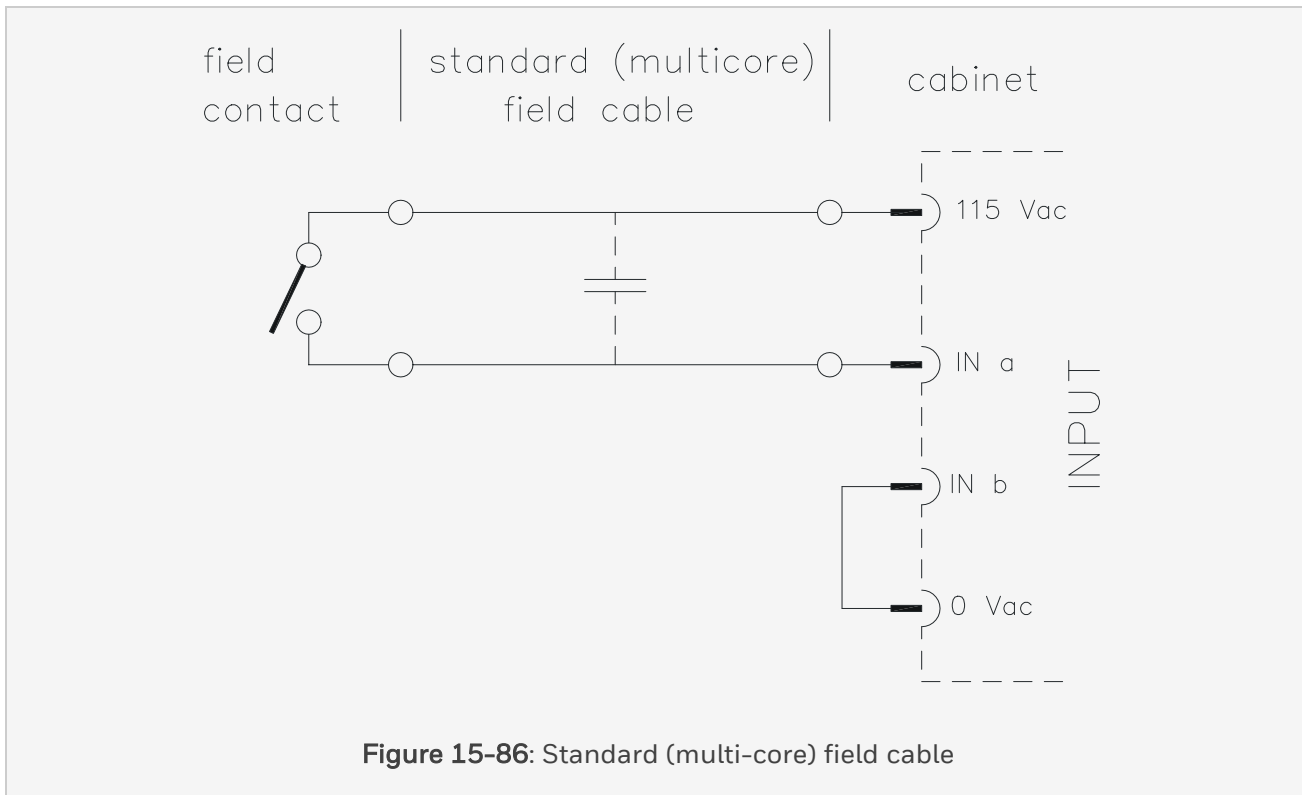 field
contact
standard (multicore)
field cable
cabinet
115 Vac
IN a
IN b
0 Vac
INPUT
Figure 15-86: Standard (multi-core) field cable